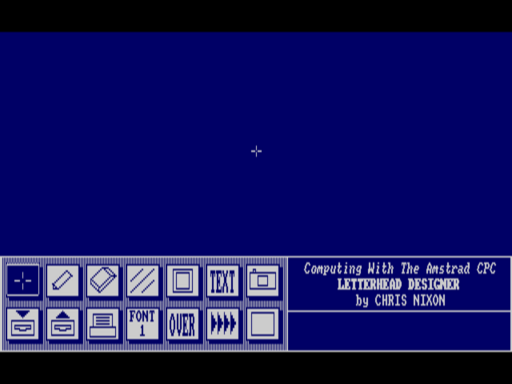 TEXT
FONT
1
OVER
Computing With The Amstrad CPC
LETTERHEAD DESIGNER
by CHRIS NIXON